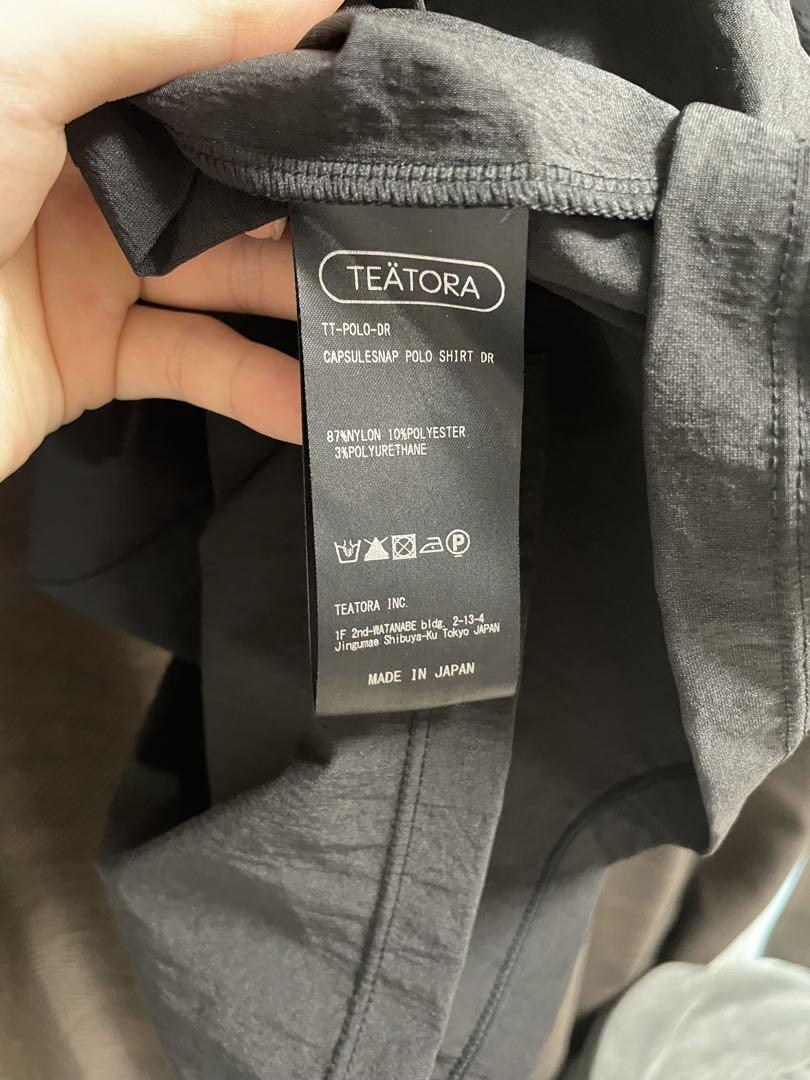 TEÄTORA
TT-POLO-DR
CAPSULESNAP POLO SHIRT DR
87%NYLON 10%POLYESTER
3%POLYURETHANE
P
TEATORA INC.
1F 2nd-WATANABE bldg. 2-13-4
Jingumae Shibuya-Ku Tokyo JAPAN
MADE IN JAPAN